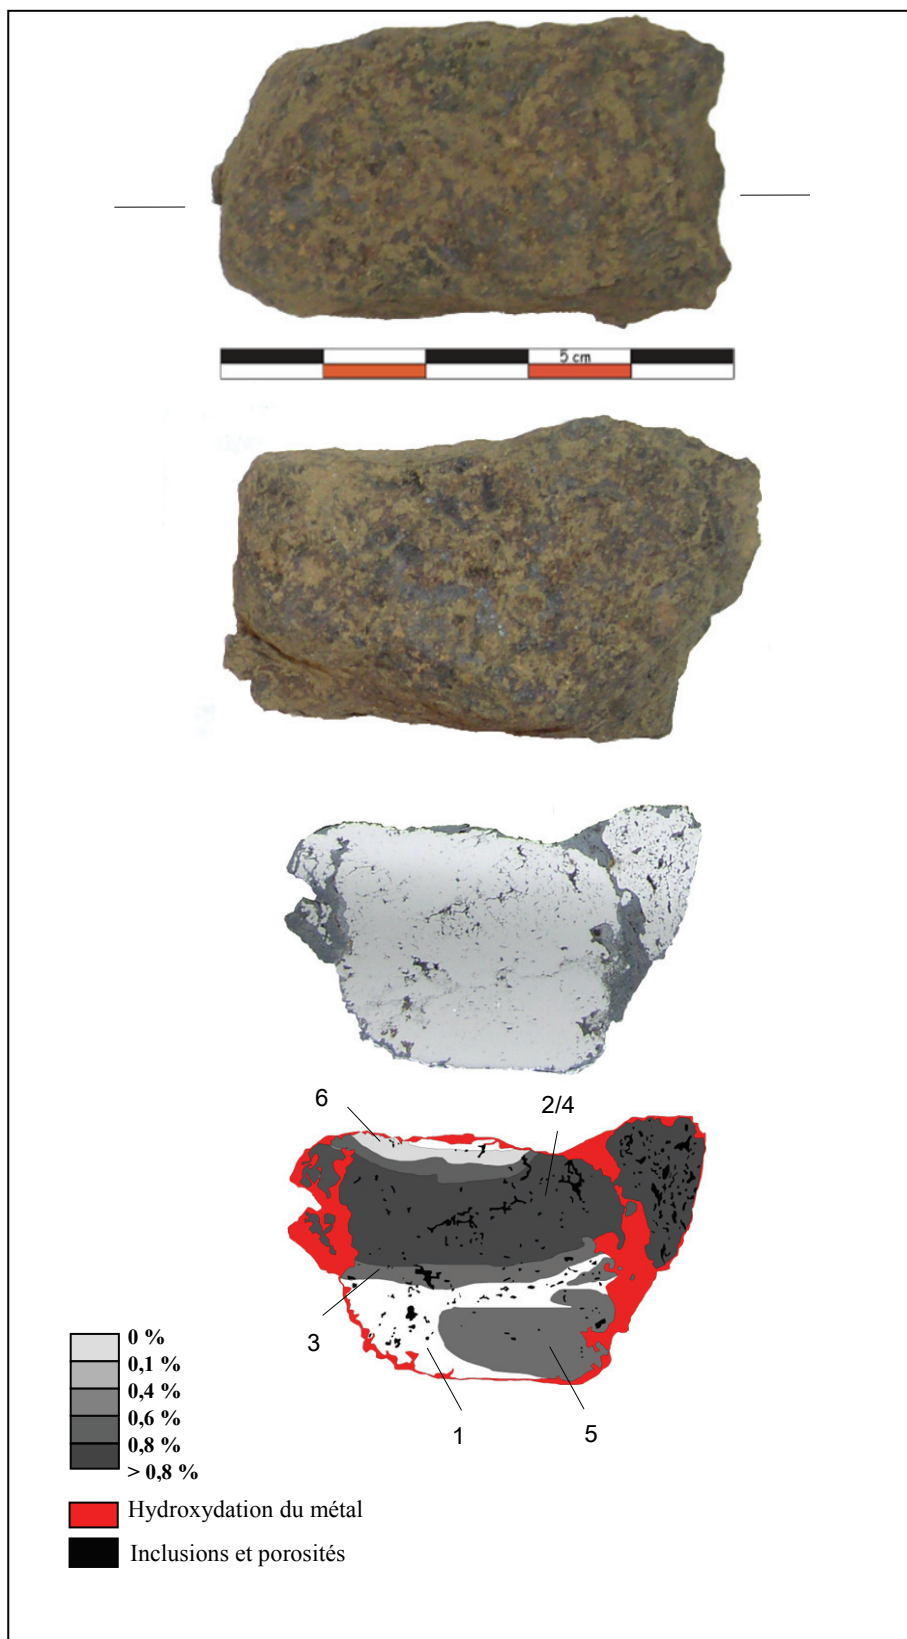 5 cm
6
2/4
3
1
5
0 %
0,1 %
0,4 %
0,6 %
0,8 %
> 0,8 %
Hydroxydation du métal
Inclusions et porosités